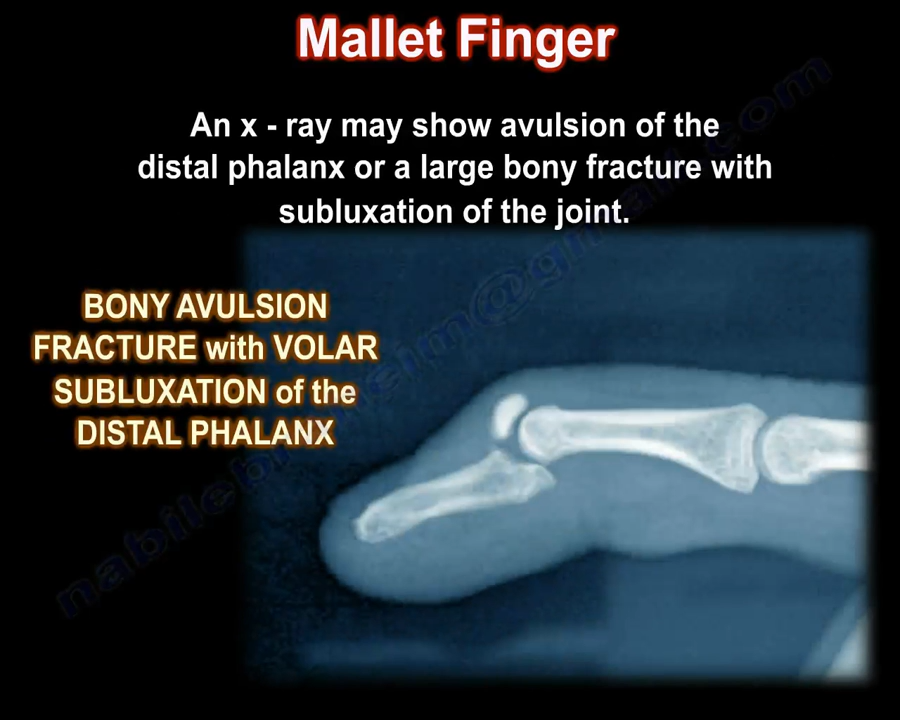 Mallet Finger
An x - ray may show avulsion of the
distal phalanx or a large bony fracture with
subluxation of the joint.
BONY AVULSION
FRACTURE with VOLAR
SUBLUXATION of the
DISTAL PHALANX